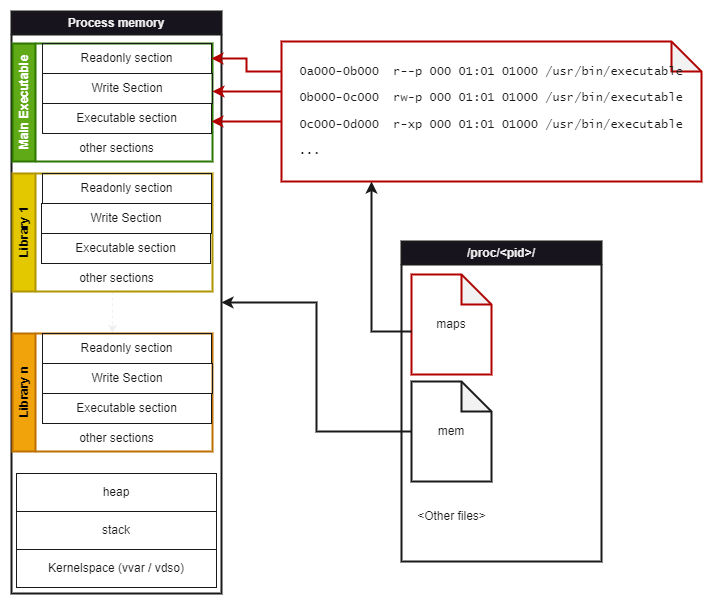 Process memory
Main Executable
Readonly section
Write Section
Executable section
other sections
Library 1
Readonly section
Write Section
Executable section
other sections
Library n
Readonly section
Write Section
Executable section
other sections
heap
stack
Kernelspace (vvar / vdso)
0a000-0b000 r--p 000 01:01 01000 /usr/bin/executable
0b000-0c000 rw-p 000 01:01 01000 /usr/bin/executable
0c000-0d000 r-xp 000 01:01 01000 /usr/bin/executable
...
/proc/<pid>/
maps
mem
<Other files>